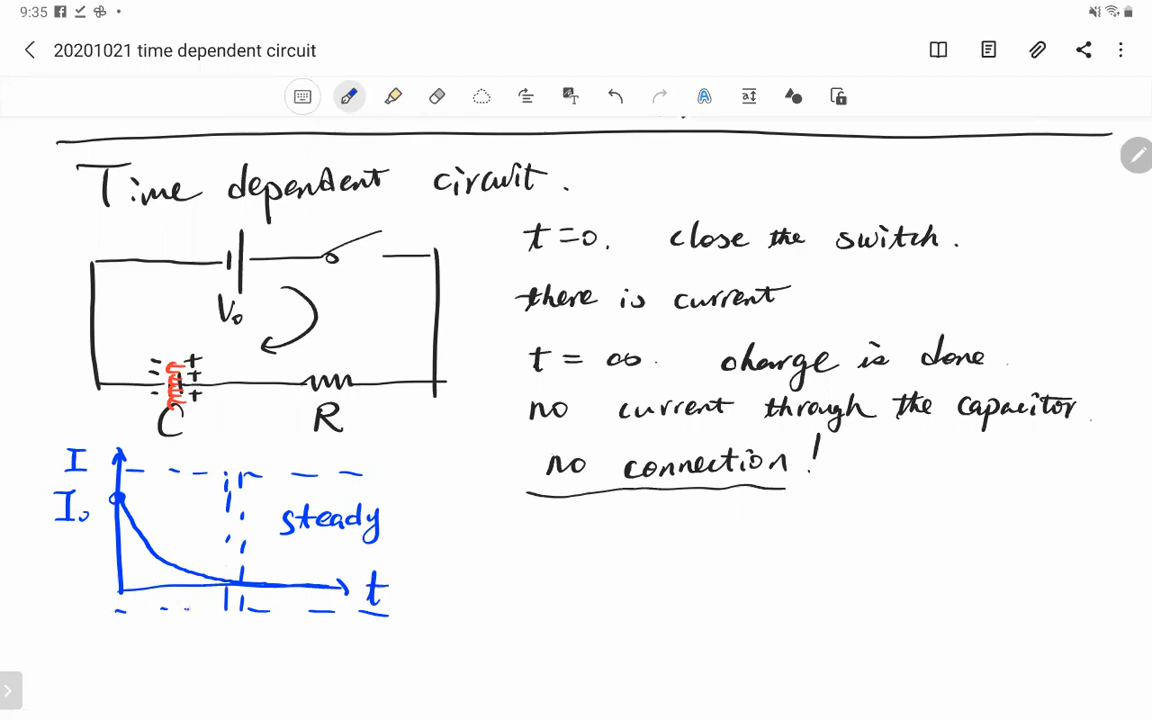 9:35
20201021 time dependent circuit
Time dependent circuit.
V₀
- +
- +
- +
C
R
t=0. close the switch.
there is current
t = ∞. charge is done
no current through the capacitor.
no connection!
I
I₀
steady
t